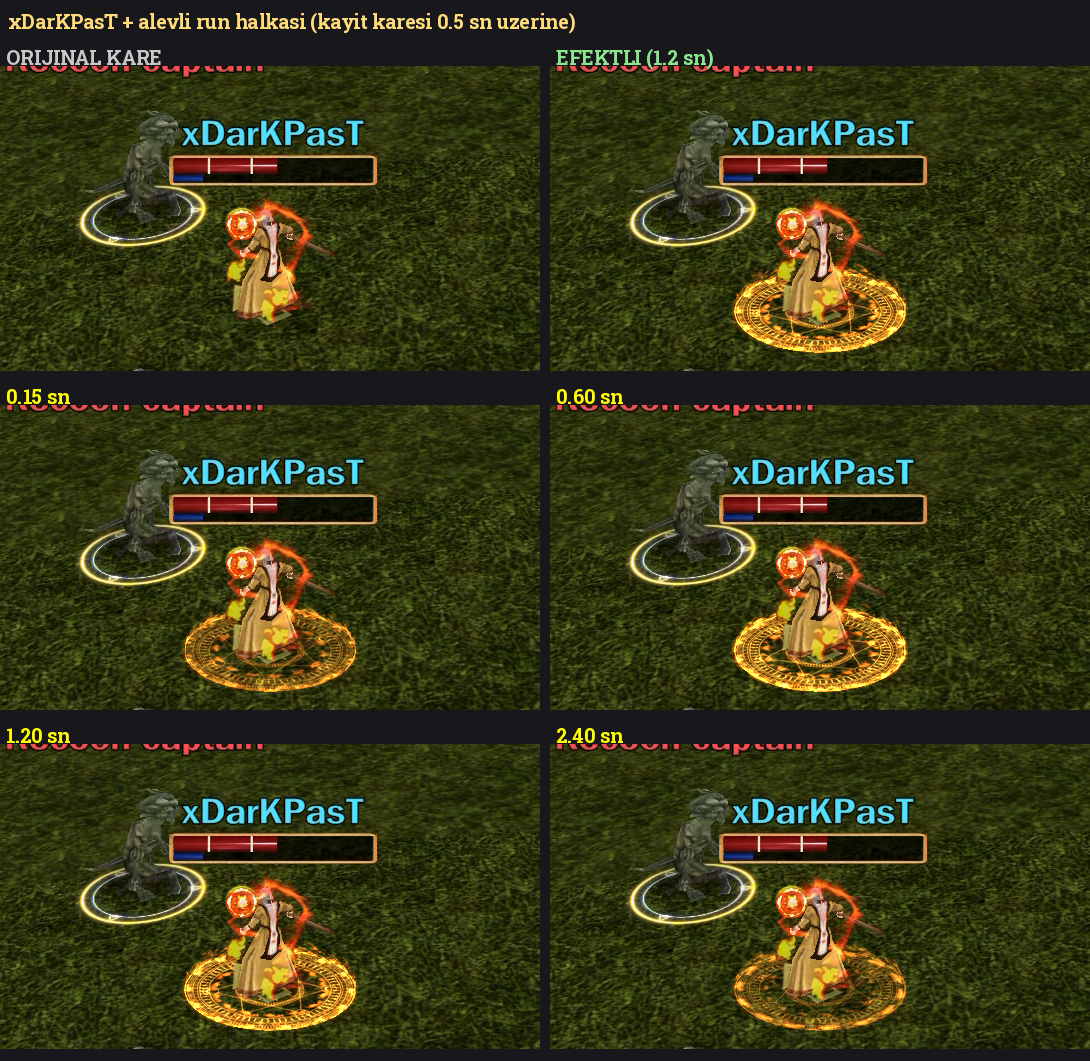 xDarKPasT + alevli run halkasi (kayit karesi 0.5 sn uzerine)
ORIJINAL KARE
EFEKTLI (1.2 sn)
xDarKPasT
xDarKPasT
0.15 sn
0.60 sn
xDarKPasT
xDarKPasT
1.20 sn
2.40 sn
xDarKPasT
xDarKPasT